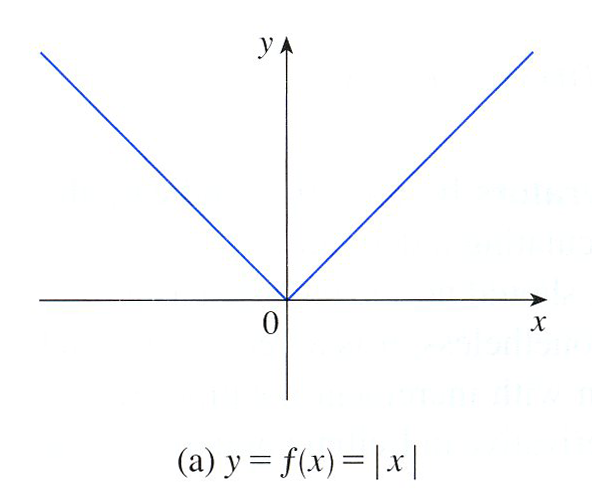 y
0
x
(a) y = f(x) = | x |